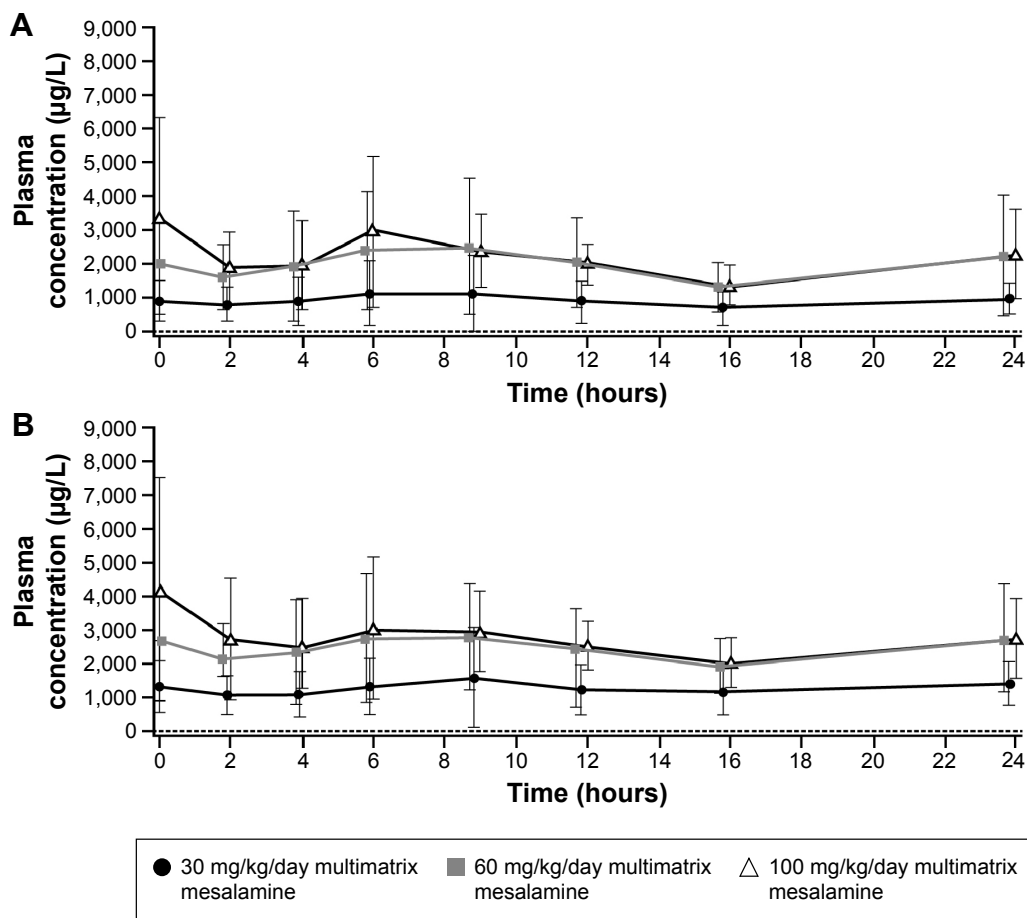 A
Plasma
concentration (µg/L)
9,000
8,000
7,000
6,000
5,000
4,000
3,000
2,000
1,000
0
0 2 4 6 8 10 12 14 16 18 20 22 24
Time (hours)
B
Plasma
concentration (µg/L)
9,000
8,000
7,000
6,000
5,000
4,000
3,000
2,000
1,000
0
0 2 4 6 8 10 12 14 16 18 20 22 24
Time (hours)
30 mg/kg/day multimatrix
mesalamine
60 mg/kg/day multimatrix
mesalamine
100 mg/kg/day multimatrix
mesalamine